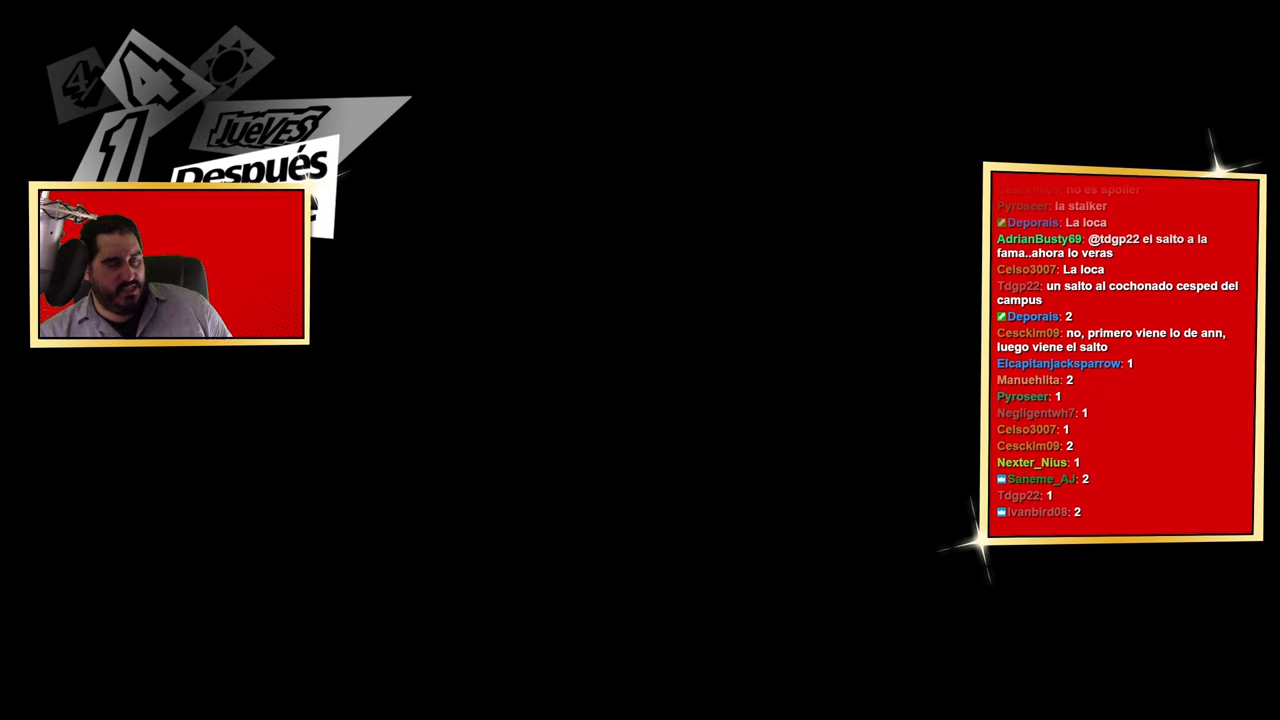 4
4
1
JueVES
Después
Cesckim09: no es spoiler
Pyroseer: la stalker
Deporais: La loca
AdrianBusty69: @tdgp22 el salto a la
fama..ahora lo veras
Celso3007: La loca
Tdgp22: un salto al cochonado cesped del
campus
Deporais: 2
Cesckim09: no, primero viene lo de ann,
luego viene el salto
Elcapitanjacksparrow: 1
Manuehlita: 2
Pyroseer: 1
Negligentwh7: 1
Celso3007: 1
Cesckim09: 2
Nexter_Nius: 1
Saneme_AJ: 2
Tdgp22: 1
Ivanbird08: 2